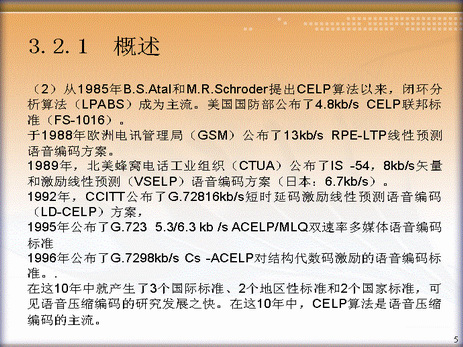 3.2.1 概述
（2）从1985年B.S.Atal和M.R.Schroder提出CELP算法以来，闭环分
析算法（LPABS）成为主流。美国国防部公布了4.8kb/s CELP联邦标
准（FS-1016）。
于1988年欧洲电讯管理局（GSM）公布了13kb/s RPE-LTP线性预测
语音编码方案。
1989年，北美蜂窝电话工业组织（CTUA）公布了IS -54，8kb/s矢量
和激励线性预测（VSELP）语音编码方案（日本：6.7kb/s）。
1992年，CCITT公布了G.72816kb/s短时延码激励线性预测语音编码
（LD-CELP）方案，
1995年公布了G.723 5.3/6.3 kb /s ACELP/MLQ双速率多媒体语音编码
标准
1996年公布了G.7298kb/s Cs -ACELP对结构代数码激励的语音编码标
准。.
在这10年中就产生了3个国际标准、2个地区性标准和2个国家标准，可
见语音压缩编码的研究发展之快。在这10年中，CELP算法是语音压缩
编码的主流。
5